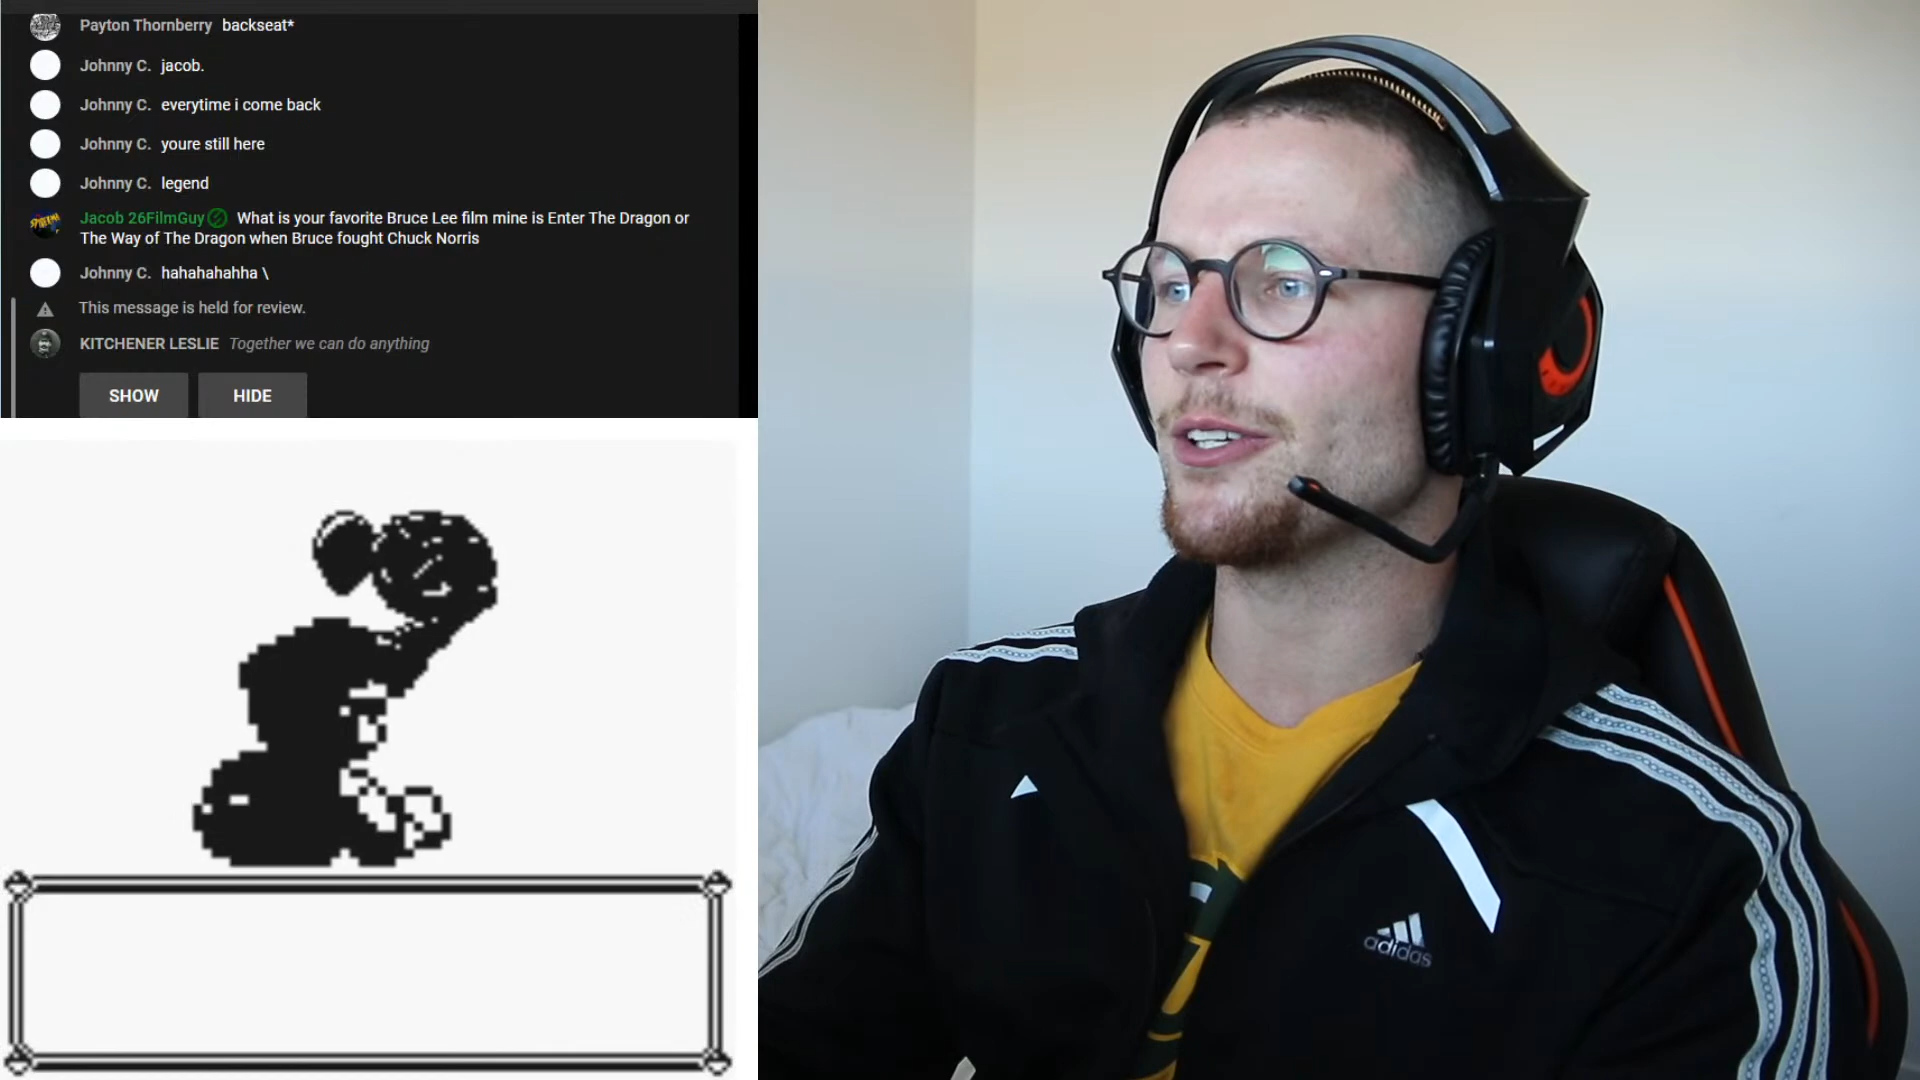 Payton Thornberry backseat*
Johnny C. jacob.
Johnny C. everytime i come back
Johnny C. youre still here
Johnny C. legend
Jacob 26FilmGuy What is your favorite Bruce Lee film mine is Enter The Dragon or
The Way of The Dragon when Bruce fought Chuck Norris
Johnny C. hahahahahha \
This message is held for review.
KITCHENER LESLIE Together we can do anything
SHOW HIDE
adidas